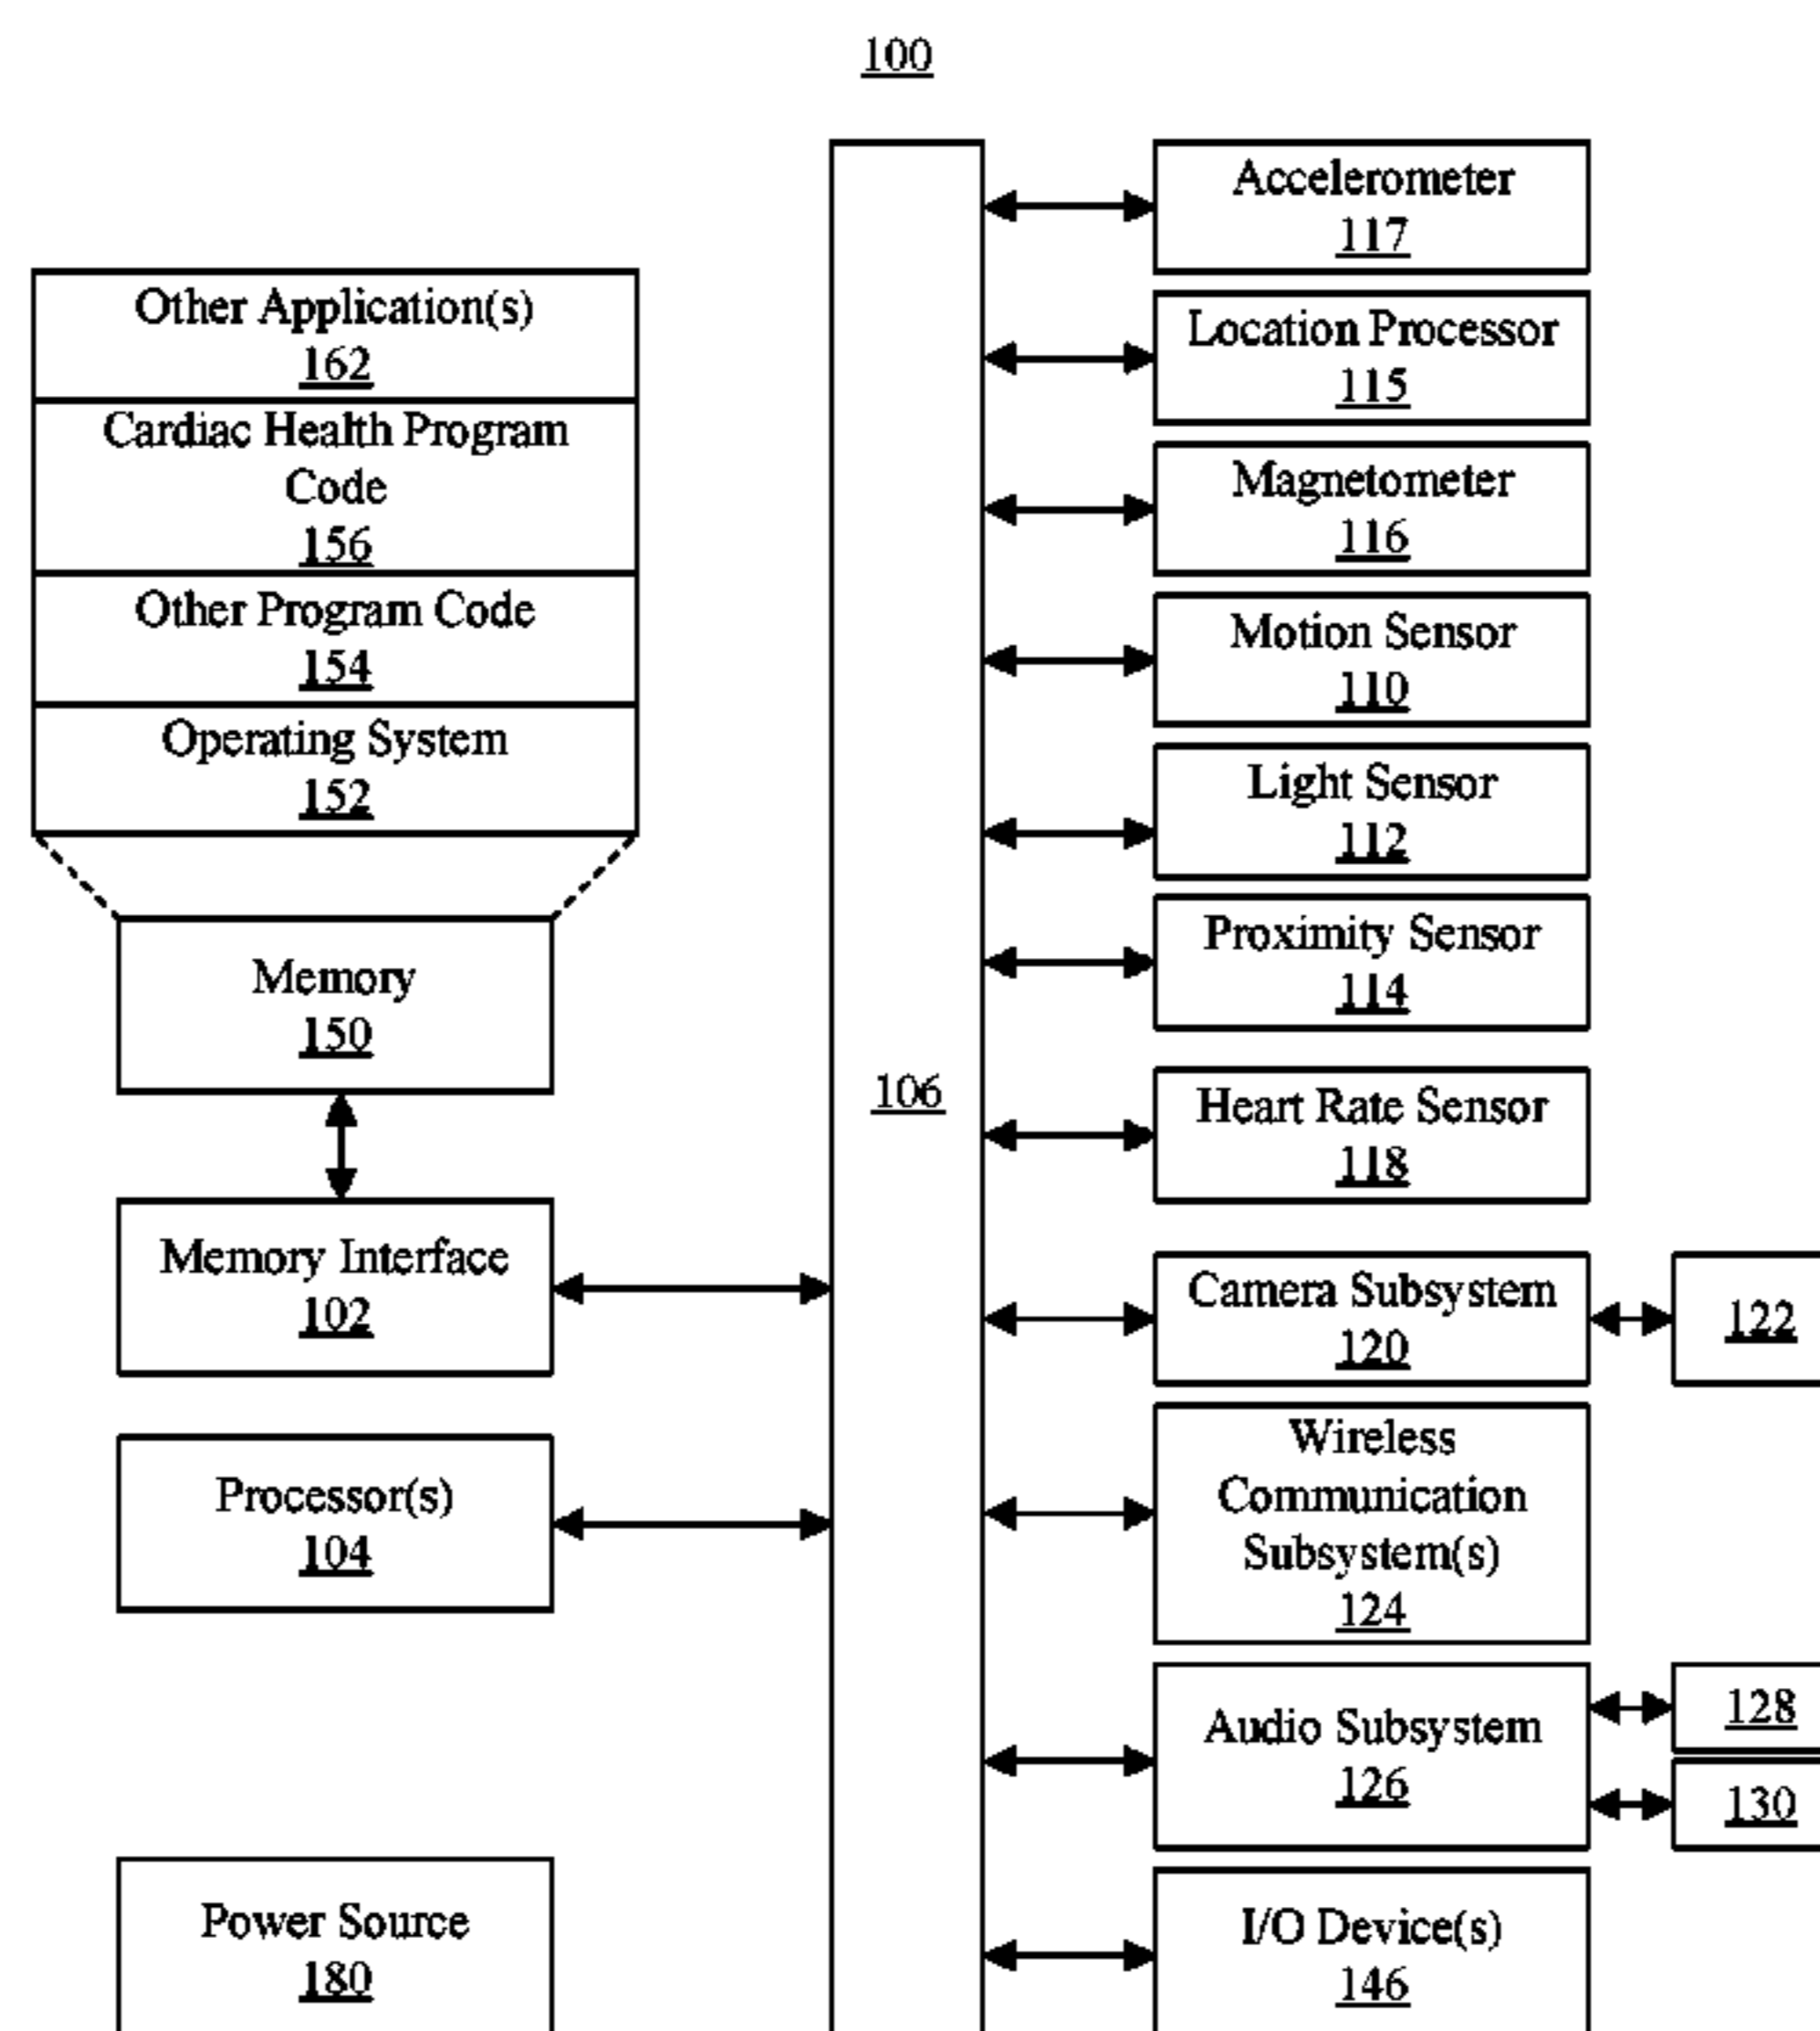 100
Other Application(s)
162
Cardiac Health Program
Code
156
Other Program Code
154
Operating System
152
Memory
150
Memory Interface
102
Processor(s)
104
Power Source
180
106
Accelerometer
117
Location Processor
115
Magnetometer
116
Motion Sensor
110
Light Sensor
112
Proximity Sensor
114
Heart Rate Sensor
118
Camera Subsystem
120
122
Wireless
Communication
Subsystem(s)
124
Audio Subsystem
126
128
130
I/O Device(s)
146